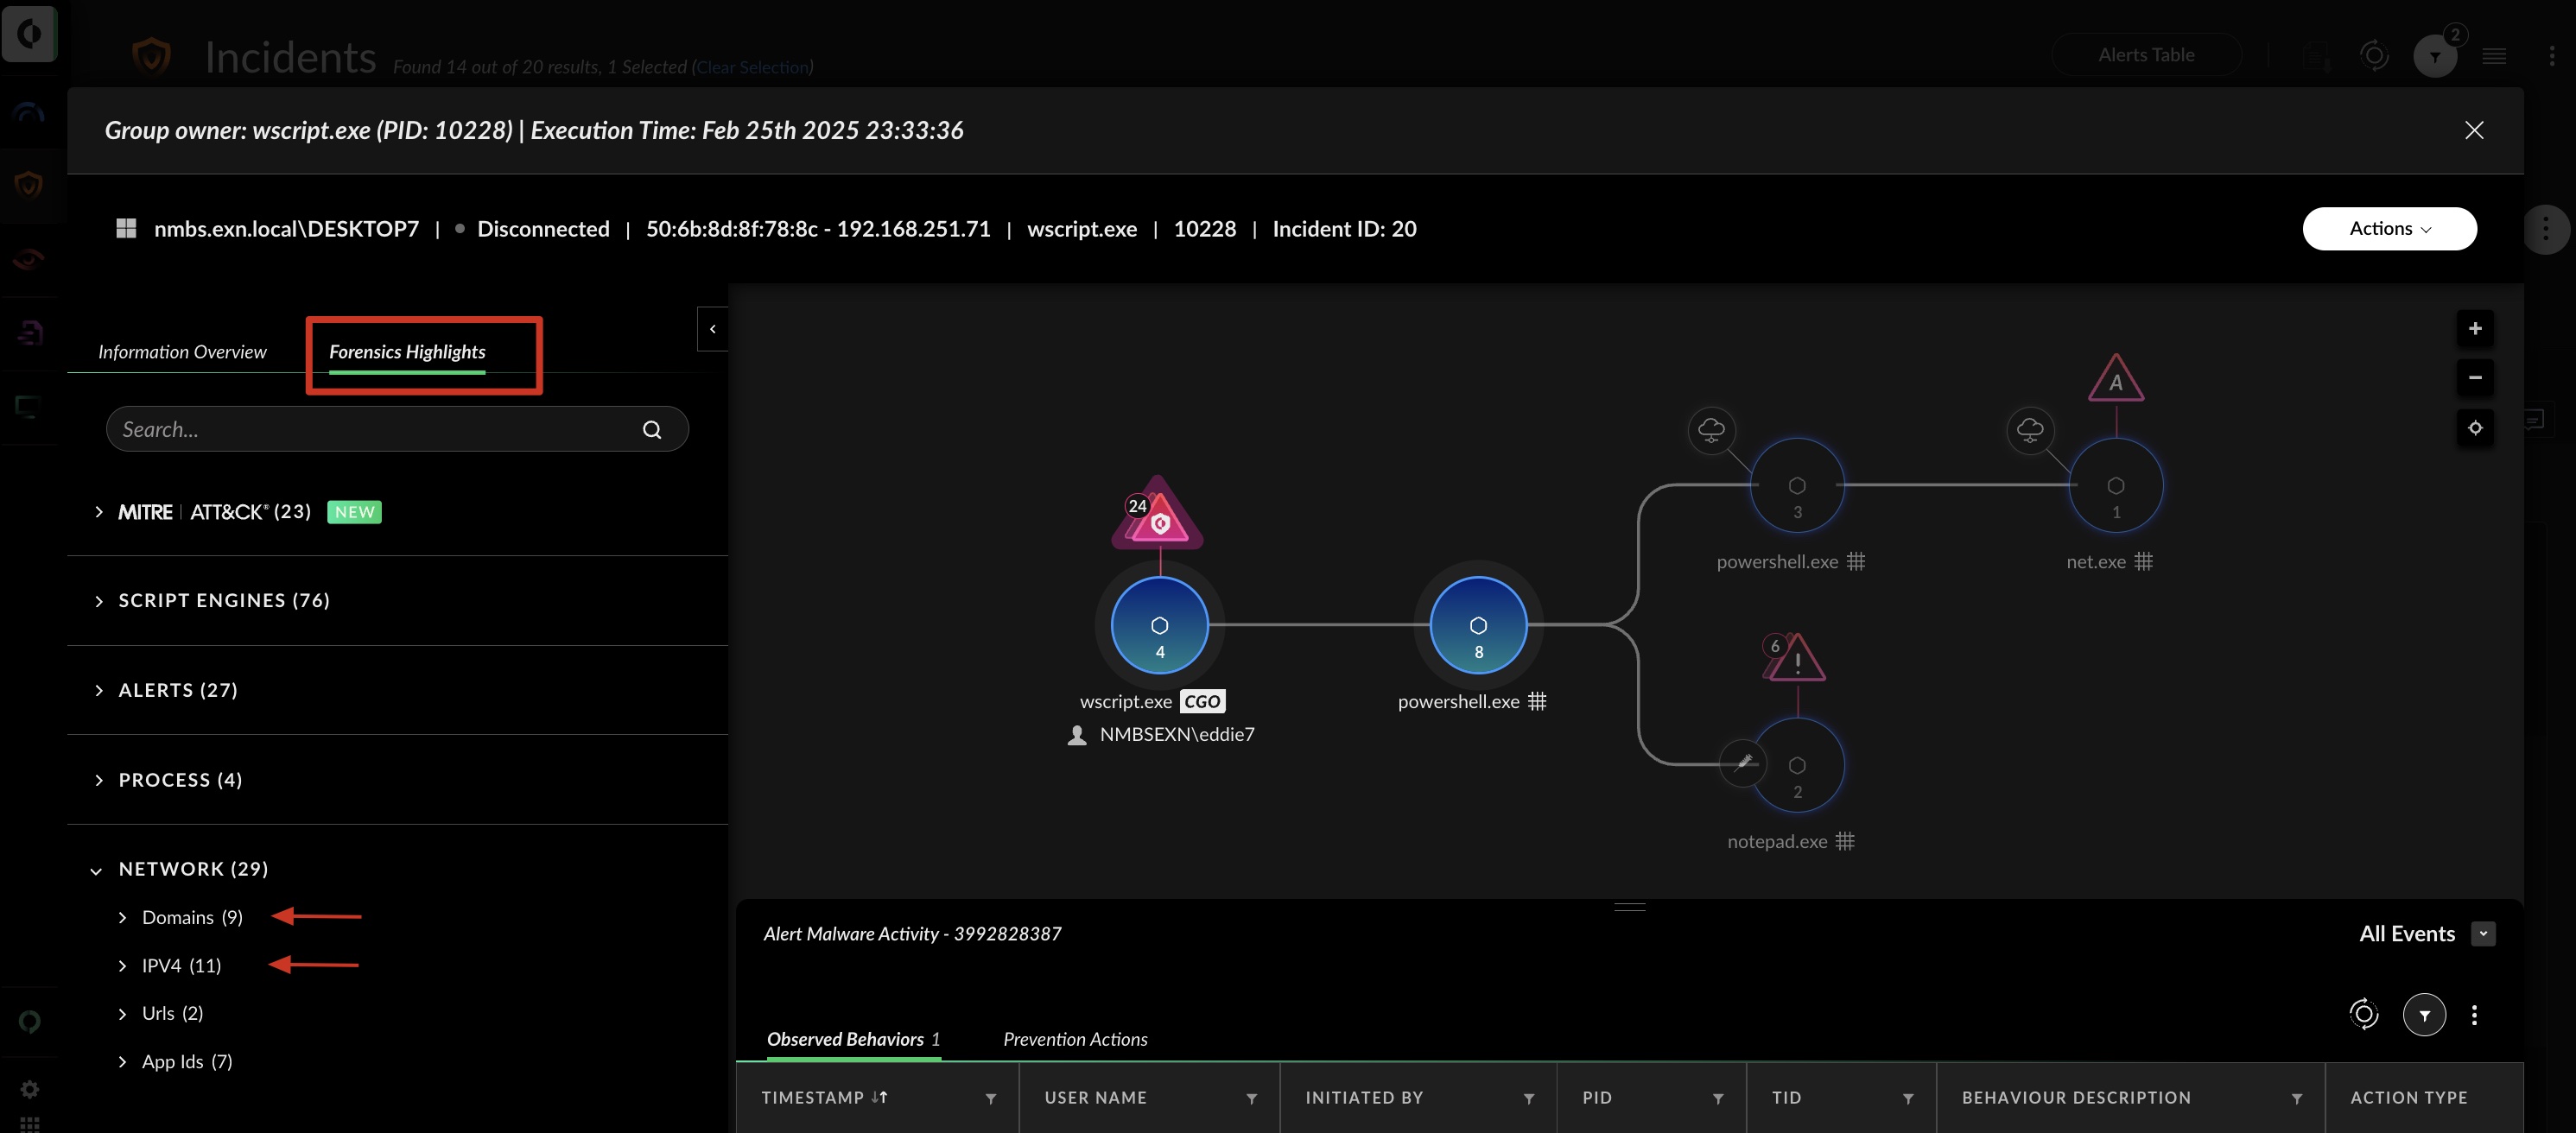 Incidents Found 14 out of 20 results, 1 Selected (Clear Selection)
Alerts Table
2
Group owner: wscript.exe (PID: 10228) | Execution Time: Feb 25th 2025 23:33:36
nmbs.exn.local\DESKTOP7 | Disconnected | 50:6b:8d:8f:78:8c - 192.168.251.71 | wscript.exe | 10228 | Incident ID: 20
Actions
Information Overview
Forensics Highlights
Search...
MITRE | ATT&CK® (23) NEW
SCRIPT ENGINES (76)
ALERTS (27)
PROCESS (4)
NETWORK (29)
Domains (9)
IPV4 (11)
Urls (2)
App Ids (7)
24
4
wscript.exe CGO
NMBSEXN\eddie7
8
powershell.exe
3
powershell.exe
A
1
net.exe
6
2
notepad.exe
Alert Malware Activity - 3992828387
All Events
Observed Behaviors 1
Prevention Actions
TIMESTAMP
USER NAME
INITIATED BY
PID
TID
BEHAVIOUR DESCRIPTION
ACTION TYPE